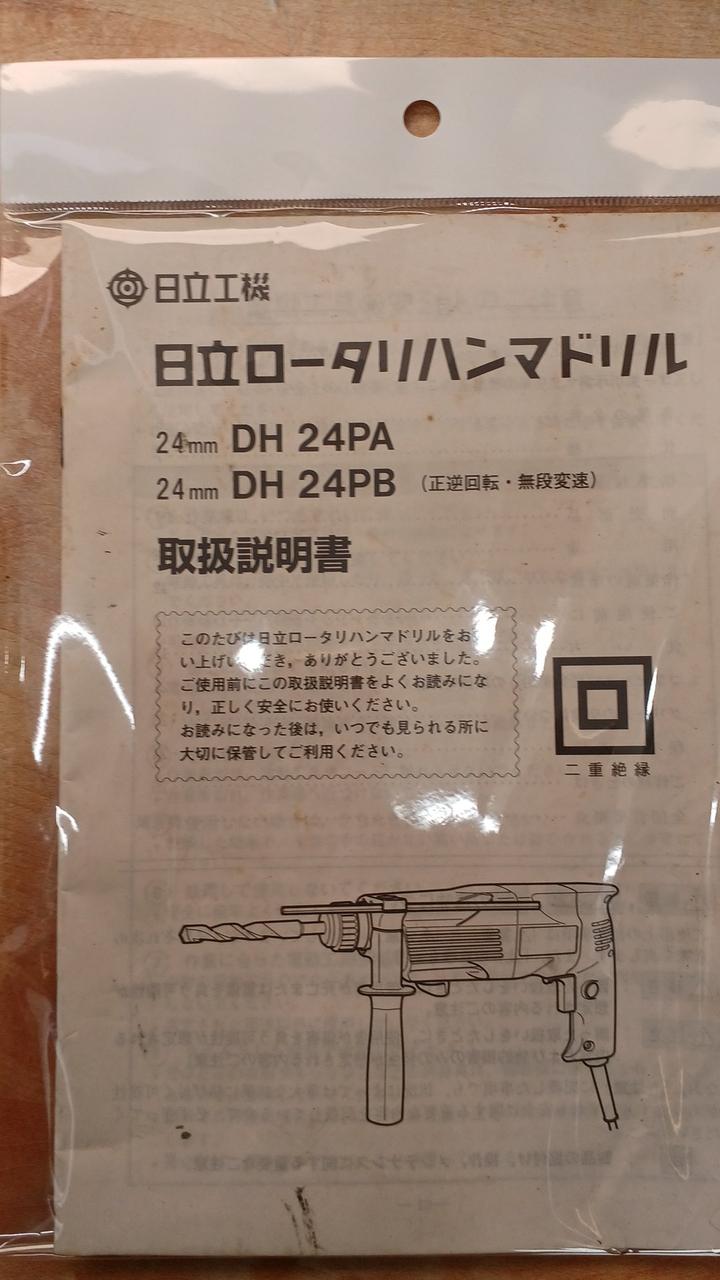 日立工機
日立ロータリハンマドリル
24mm DH 24PA
24mm DH 24PB (正逆回転・無段変速)
取扱説明書
このたびは日立ロータリハンマドリルをお
い上げ だき，ありがとうございました。
ご使用前にこの取扱説明書をよくお読みにな
り，正しく安全にお使いください。
お読みになった後は，いつでも見られる所に
大切に保管してご利用ください。
二重絶縁